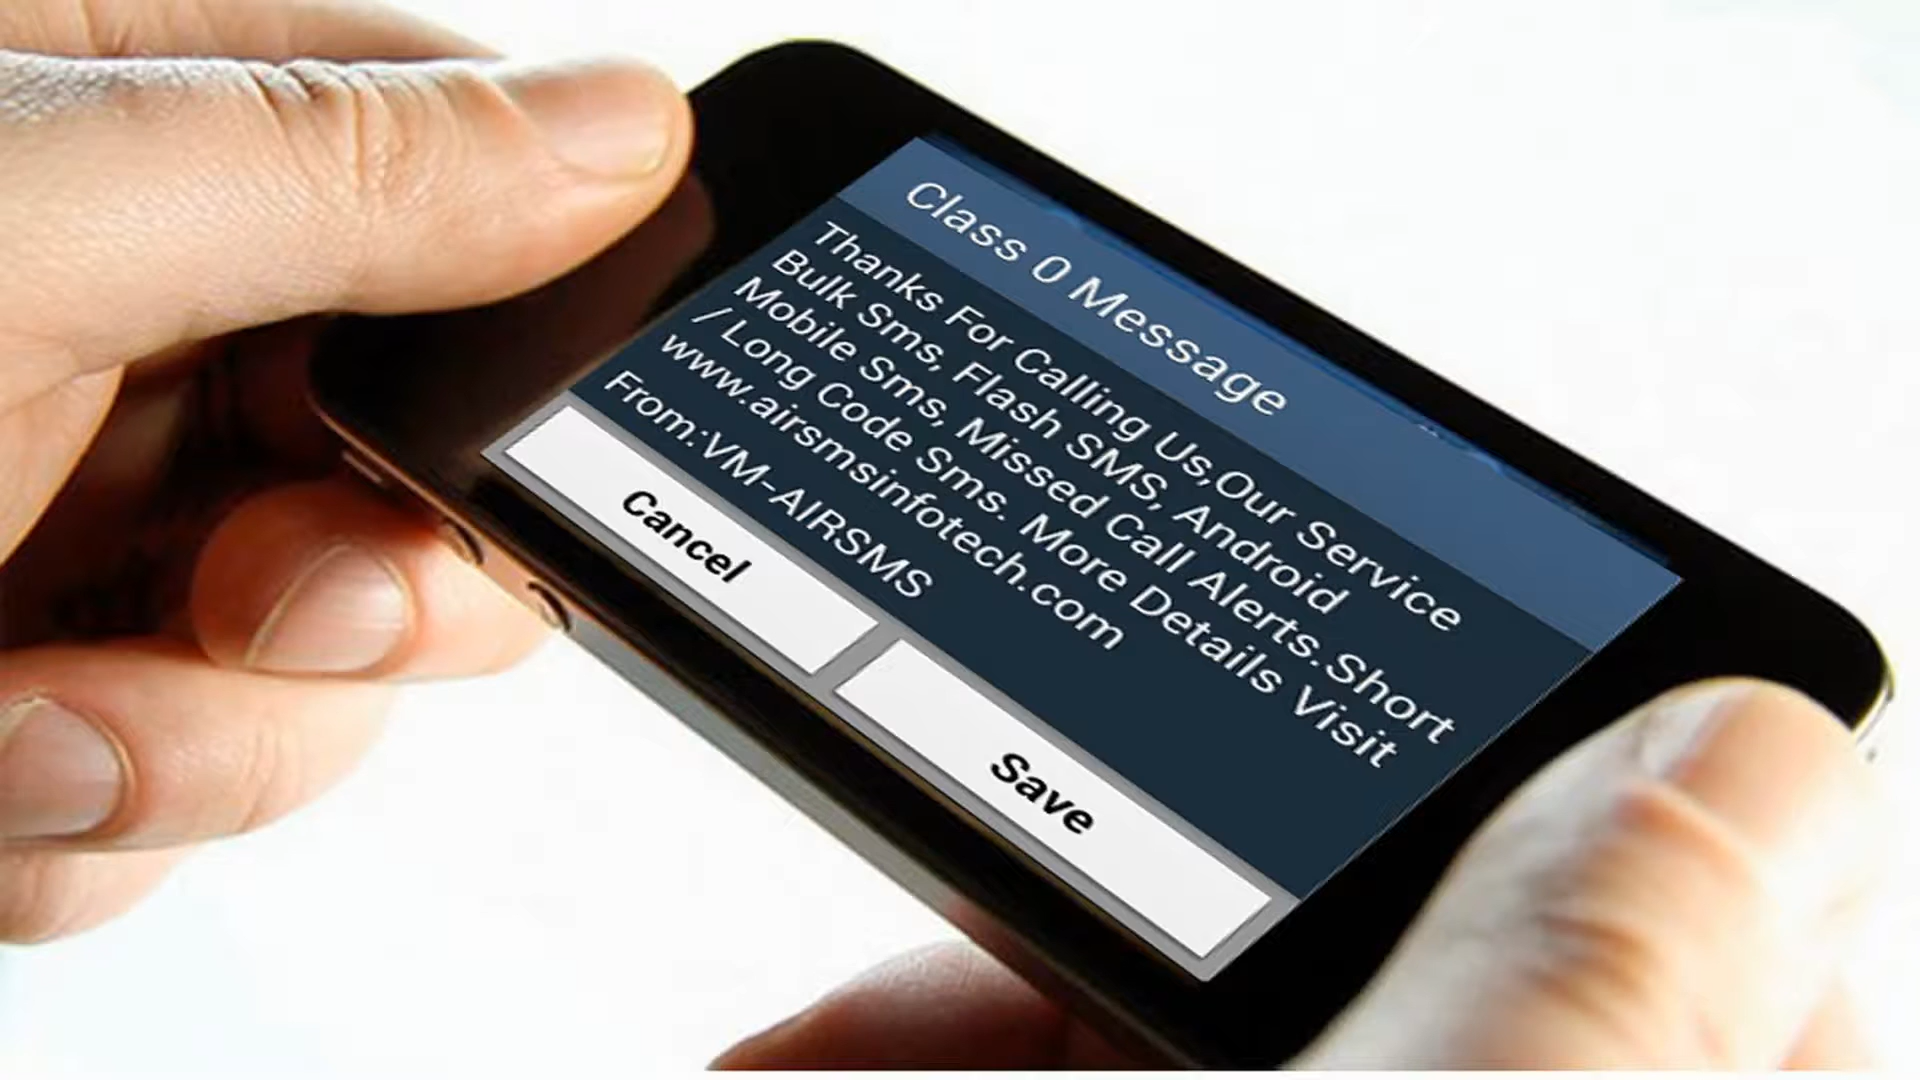 Class 0 Message
Thanks For Calling Us,Our Service
Bulk Sms, Flash SMS, Android
Mobile Sms, Missed Call Alerts.Short
/ Long Code Sms. More Details Visit
www.airsmsinfotech.com
From:VM-AIRSMS
Cancel
Save